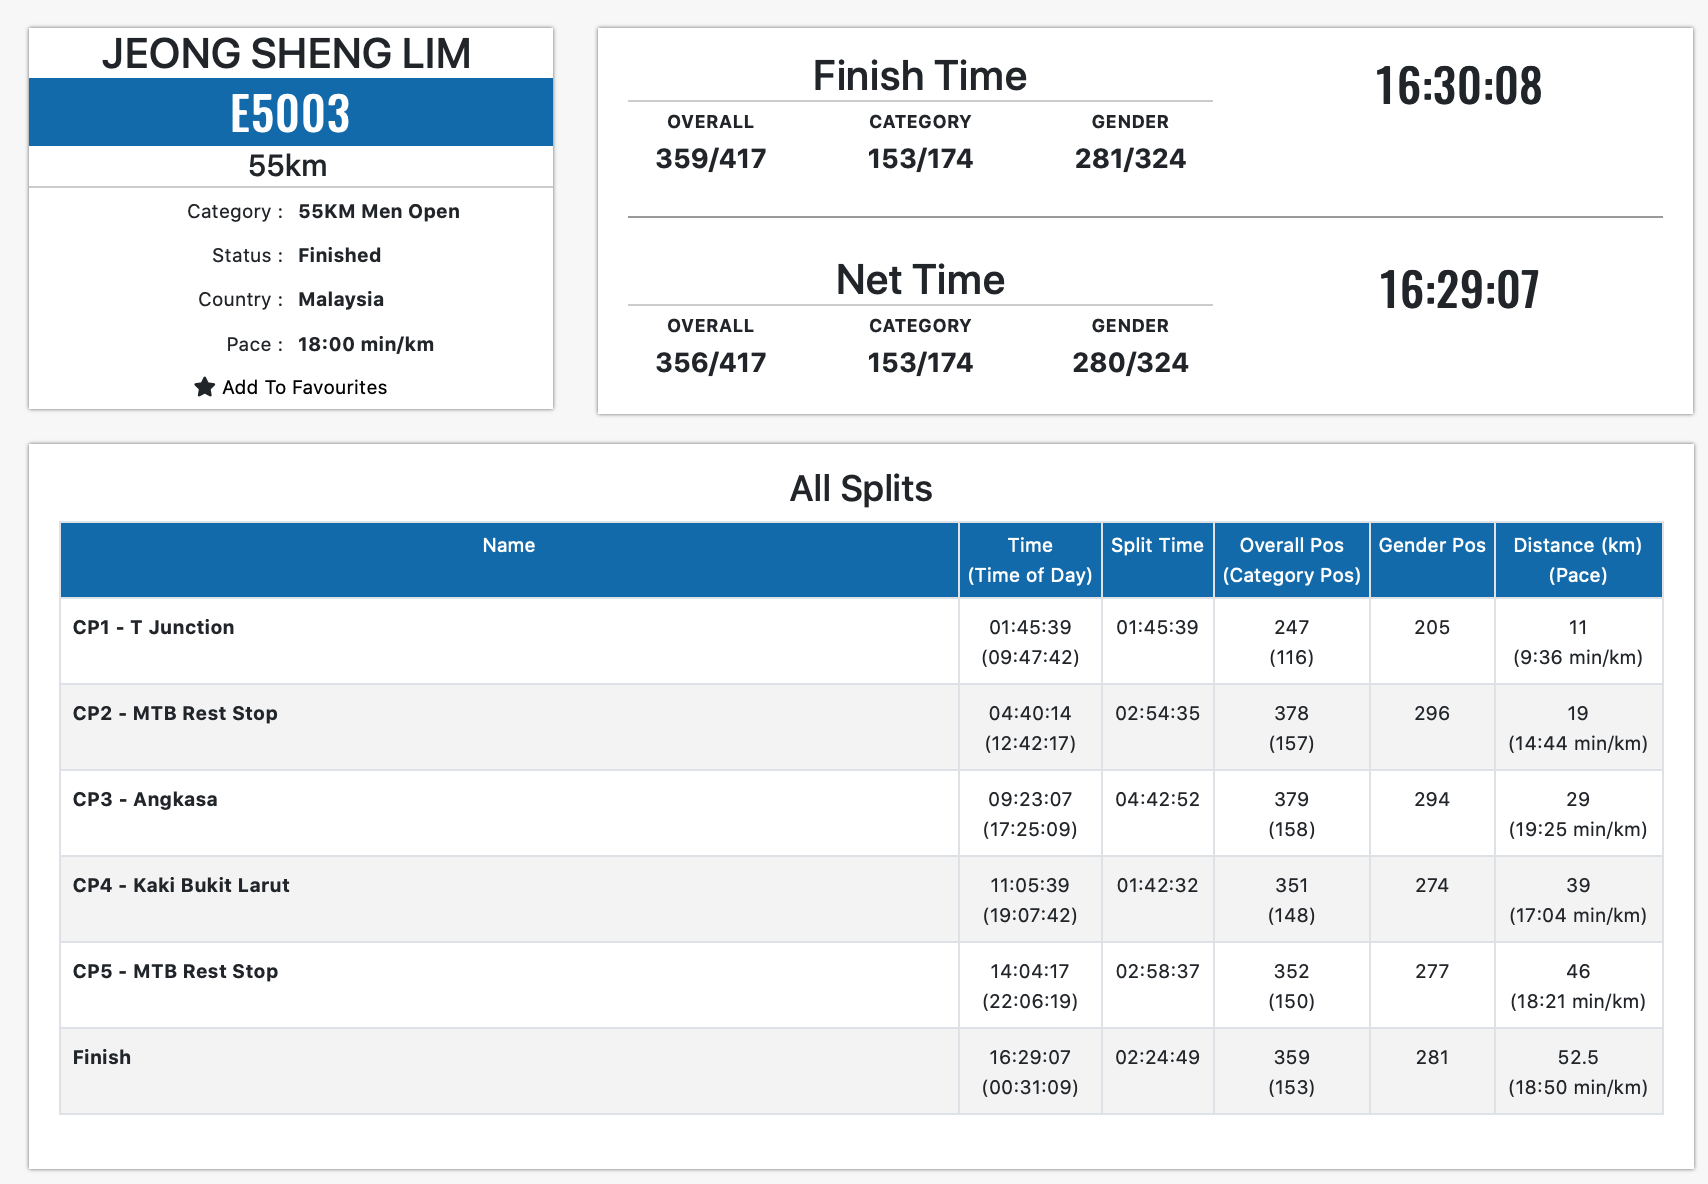 JEONG SHENG LIM
E5003
55km
Category : 55KM Men Open
Status : Finished
Country : Malaysia
Pace : 18:00 min/km
★ Add To Favourites
Finish Time
16:30:08
OVERALL CATEGORY GENDER
359/417 153/174 281/324
Net Time
16:29:07
OVERALL CATEGORY GENDER
356/417 153/174 280/324
All Splits
Name Time Split Time Overall Pos Gender Pos Distance (km)
(Time of Day) (Category Pos) (Pace)
CP1 - T Junction 01:45:39 01:45:39 247 205 11
(09:47:42) (116) (9:36 min/km)
CP2 - MTB Rest Stop 04:40:14 02:54:35 378 296 19
(12:42:17) (157) (14:44 min/km)
CP3 - Angkasa 09:23:07 04:42:52 379 294 29
(17:25:09) (158) (19:25 min/km)
CP4 - Kaki Bukit Larut 11:05:39 01:42:32 351 274 39
(19:07:42) (148) (17:04 min/km)
CP5 - MTB Rest Stop 14:04:17 02:58:37 352 277 46
(22:06:19) (150) (18:21 min/km)
Finish 16:29:07 02:24:49 359 281 52.5
(00:31:09) (153) (18:50 min/km)